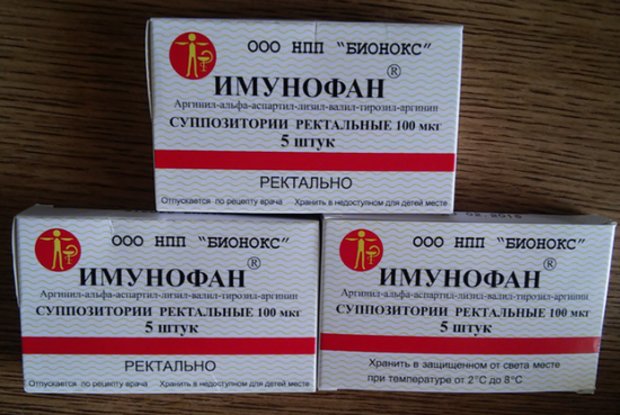 ООО НПП "БИОНОКС"
ИМУНОФАН®
Аргинил-альфа-аспартил-лизил-валил-тирозил-аргинин
СУППОЗИТОРИИ РЕКТАЛЬНЫЕ 100 мкг
5 штук
РЕКТАЛЬНО
Отпускается по рецепту врача Хранить в недоступном для детей месте
ООО НПП "БИОНОКС"
ИМУНОФАН®
Аргинил-альфа-аспартил-лизил-валил-тирозил-аргинин
СУППОЗИТОРИИ РЕКТАЛЬНЫЕ 100 мкг
5 штук
РЕКТАЛЬНО
Отпускается по рецепту врача Хранить в недоступном для детей месте
02.2015
ООО НПП "БИОНОКС"
ИМУНОФАН®
Аргинил-альфа-аспартил-лизил-валил-тирозил-аргинин
СУППОЗИТОРИИ РЕКТАЛЬНЫЕ 100 мкг
5 штук
Хранить в защищенном от света месте
при температуре от 2°С до 8°С